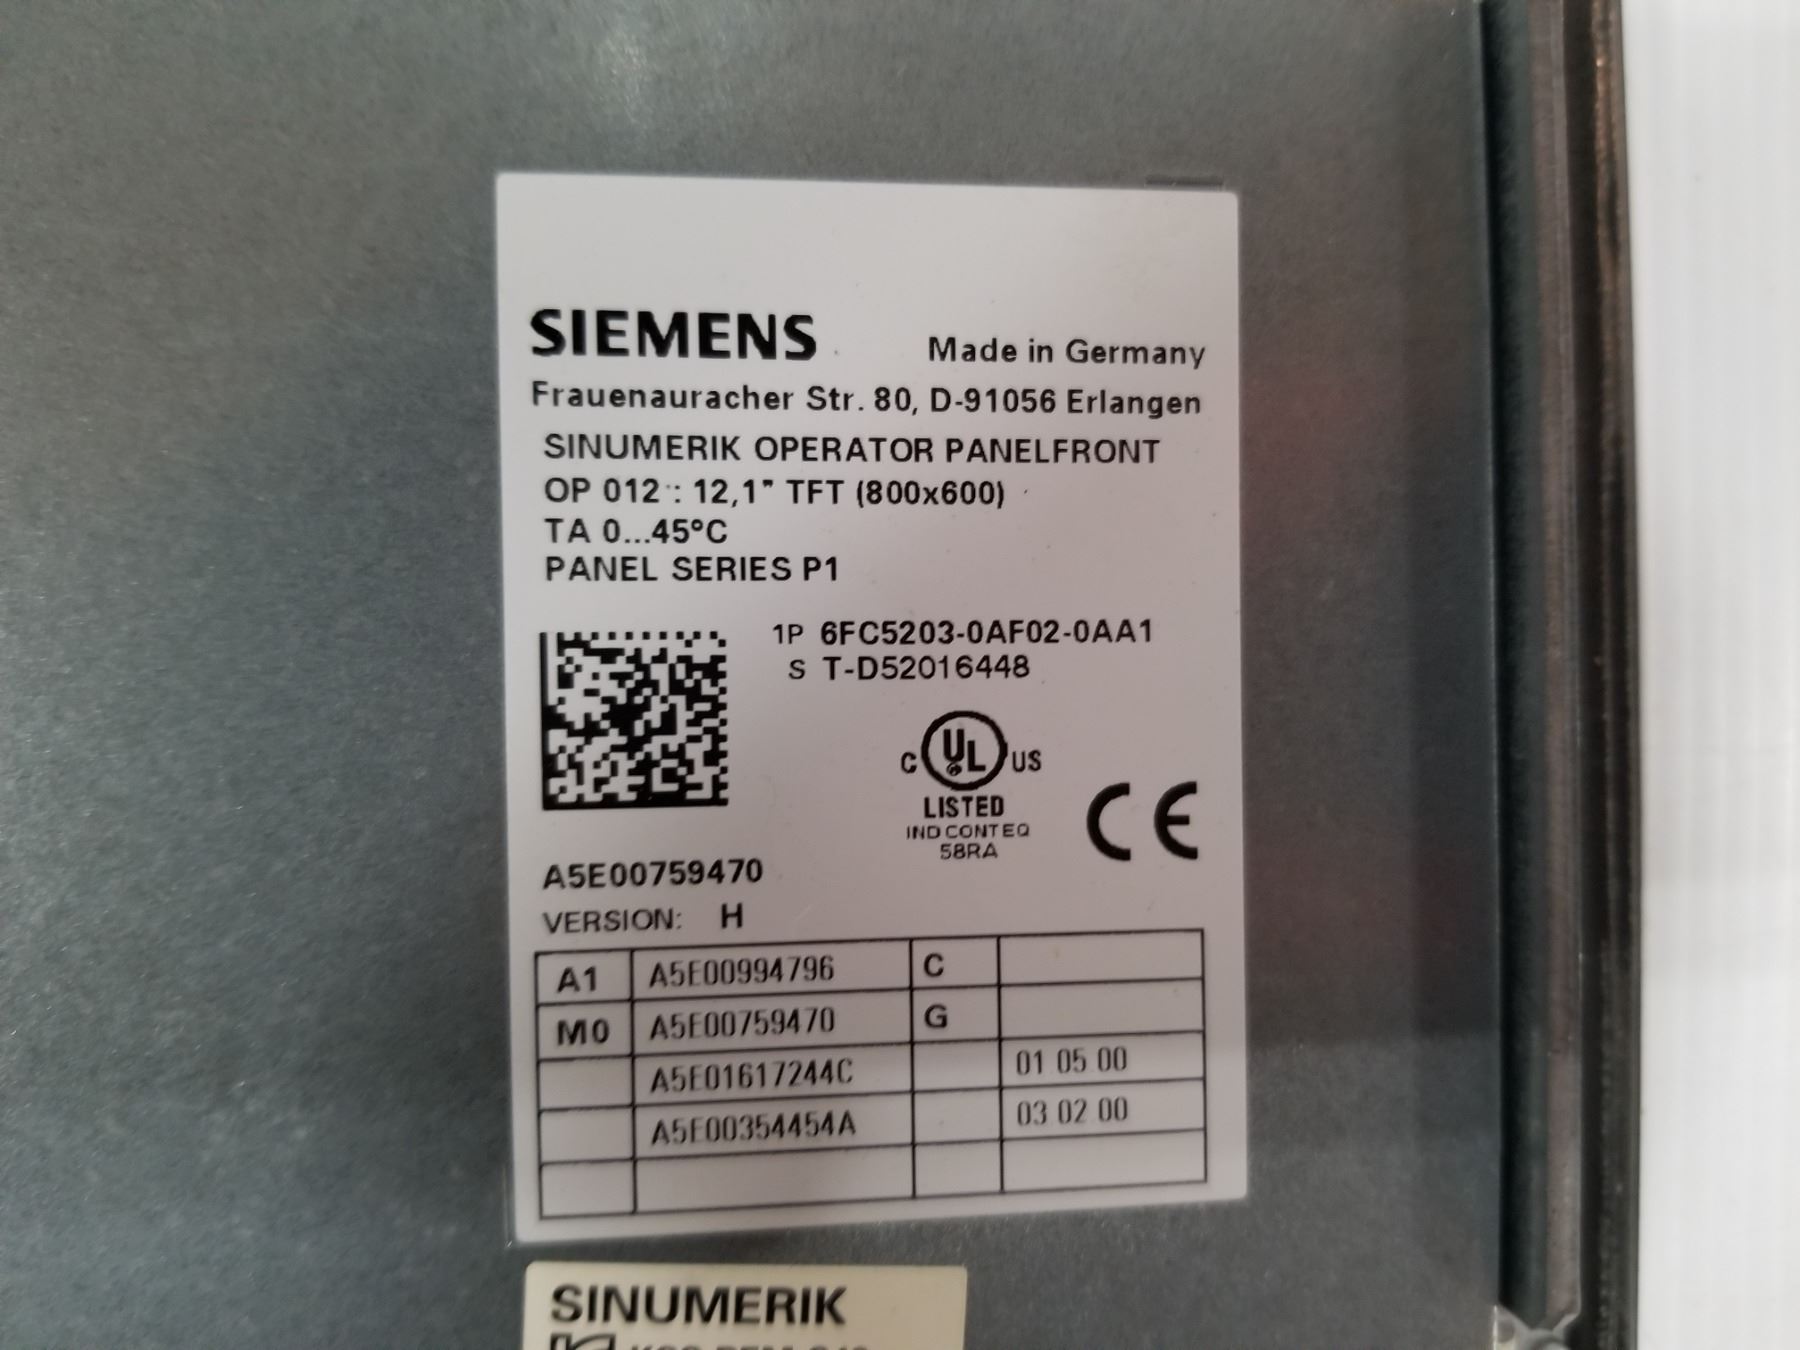 SIEMENS Made in Germany
Frauenauracher Str. 80, D-91056 Erlangen
SINUMERIK OPERATOR PANELFRONT
OP 012 : 12,1" TFT (800x600)
TA 0...45°C
PANEL SERIES P1
1P 6FC5203-0AF02-0AA1
S T-D52016448
C UL US
LISTED
IND CONT EQ
58RA
CE
A5E00759470
VERSION: H
A1 A5E00994796 C
M0 A5E00759470 G
A5E01617244C 01 05 00
A5E00354454A 03 02 00
SINUMERIK